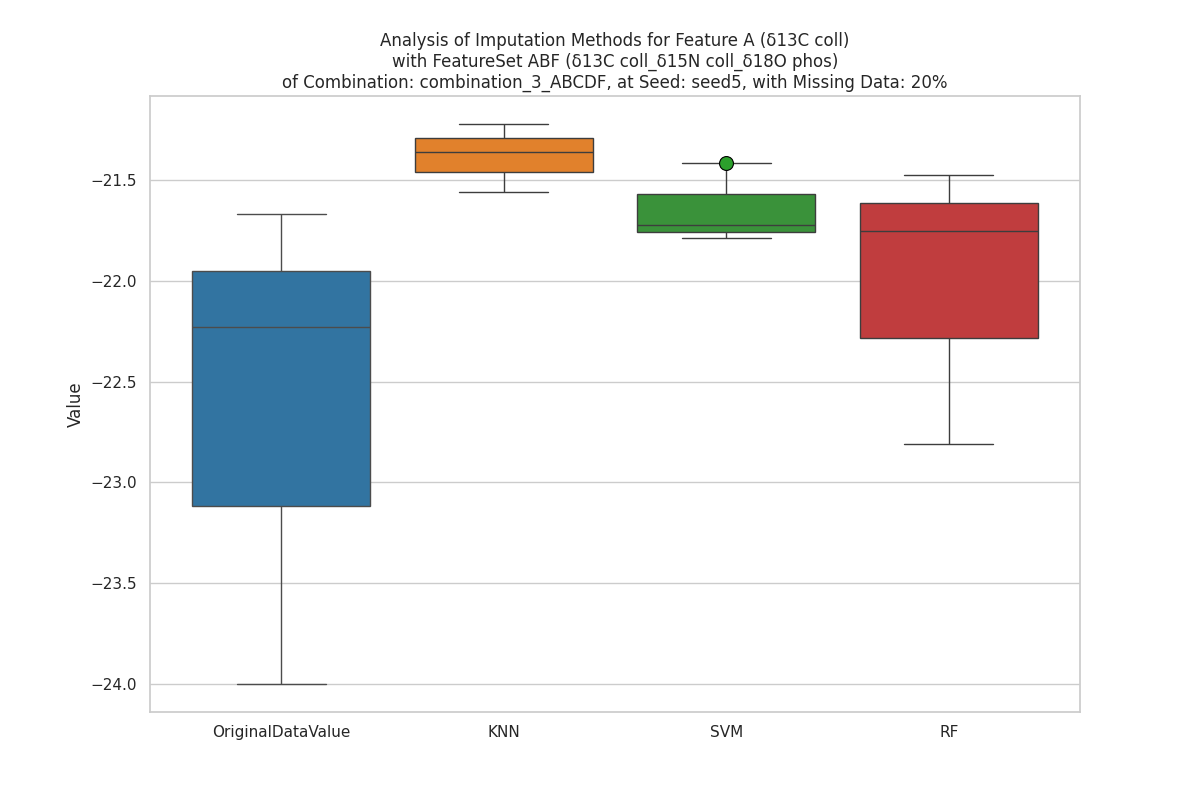 Analysis of Imputation Methods for Feature A (δ13C coll)
with FeatureSet ABF (δ13C coll_δ15N coll_δ18O phos)
of Combination: combination_3_ABCDF, at Seed: seed5, with Missing Data: 20%
Value
−21.5
−22.0
−22.5
−23.0
−23.5
−24.0
OriginalDataValue
KNN
SVM
RF